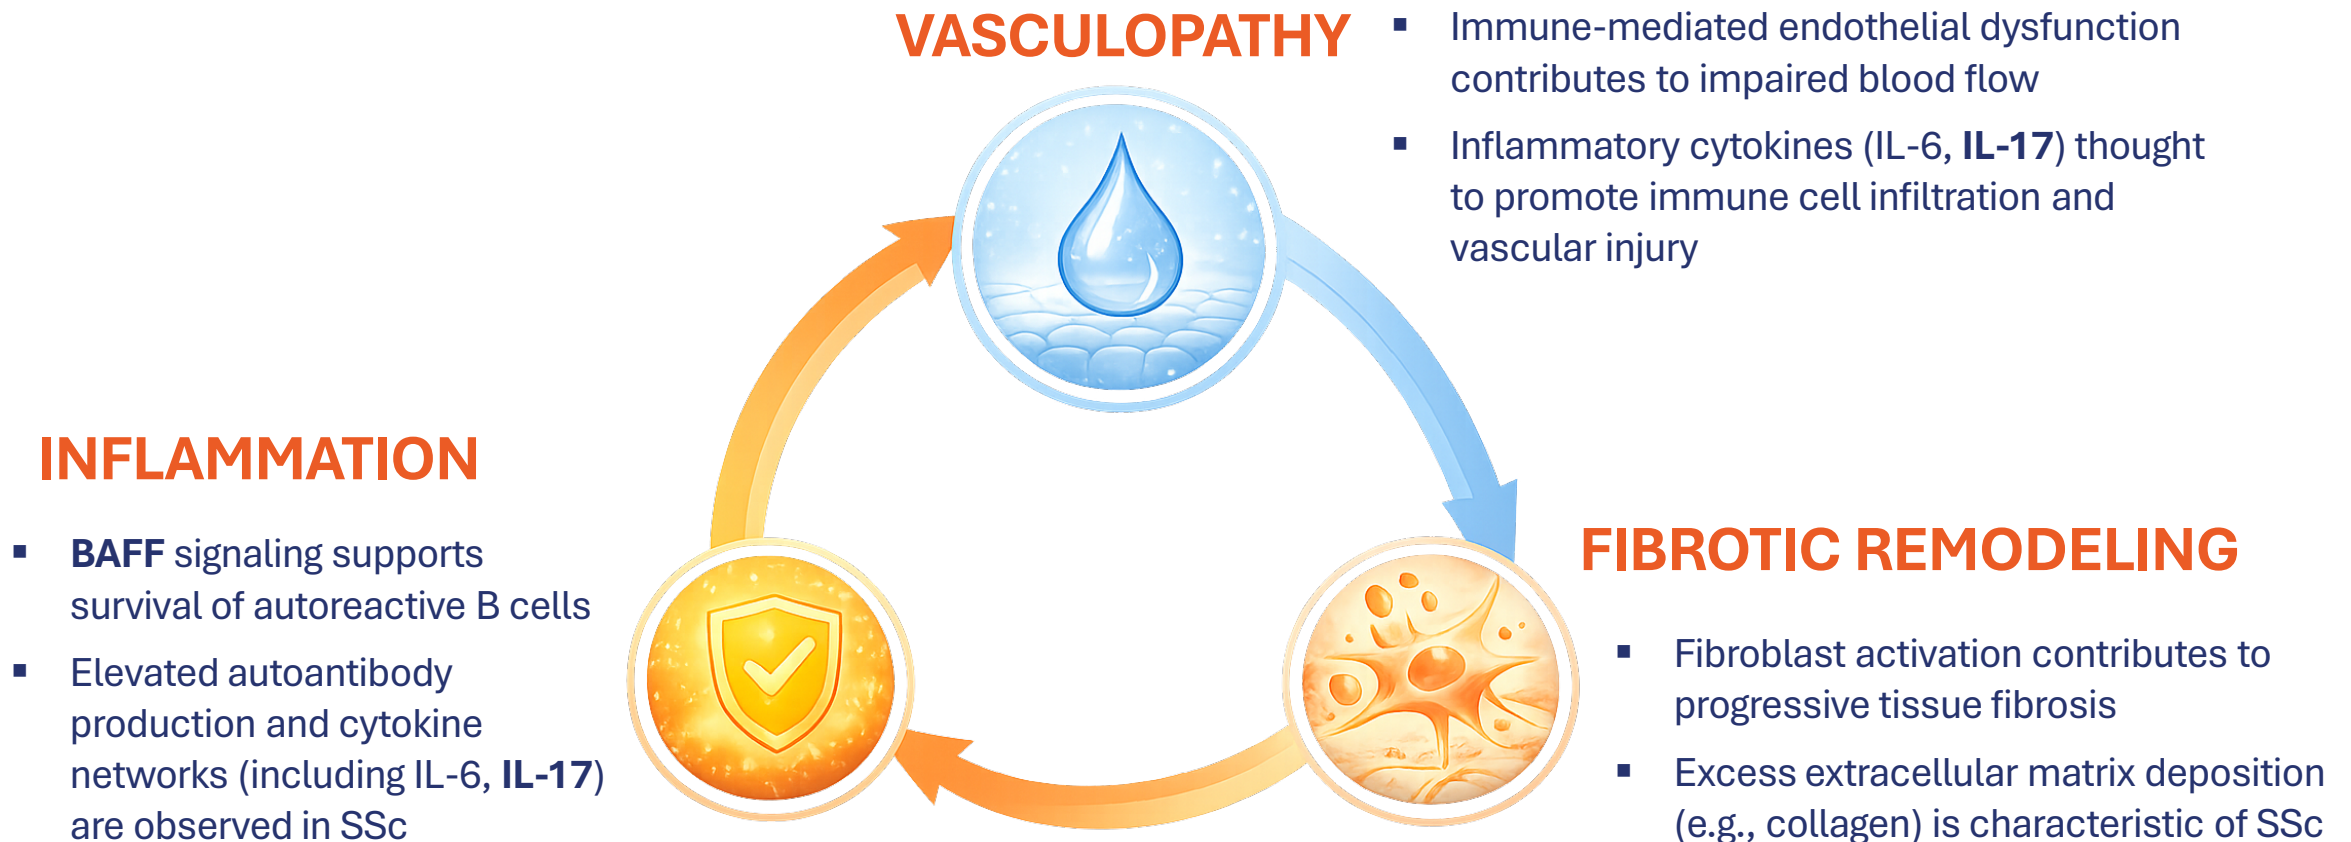 VASCULOPATHY
▪ Immune-mediated endothelial dysfunction
contributes to impaired blood flow
▪ Inflammatory cytokines (IL-6, IL-17) thought
to promote immune cell infiltration and
vascular injury
INFLAMMATION
▪ BAFF signaling supports
survival of autoreactive B cells
▪ Elevated autoantibody
production and cytokine
networks (including IL-6, IL-17)
are observed in SSc
FIBROTIC REMODELING
▪ Fibroblast activation contributes to
progressive tissue fibrosis
▪ Excess extracellular matrix deposition
(e.g., collagen) is characteristic of SSc